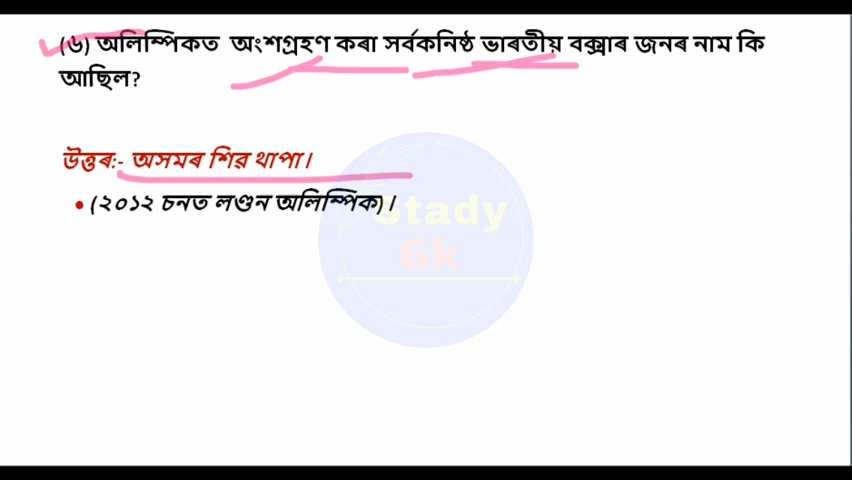 (৬) অলিম্পিকত অংশগ্ৰহণ কৰা সৰ্বকনিষ্ঠ ভাৰতীয় বক্সাৰ জনৰ নাম কি
আছিল?
উত্তৰ:- অসমৰ শিৱ থাপা।
• (২০১২ চনত লণ্ডন অলিম্পিক)।
Stady
Gk